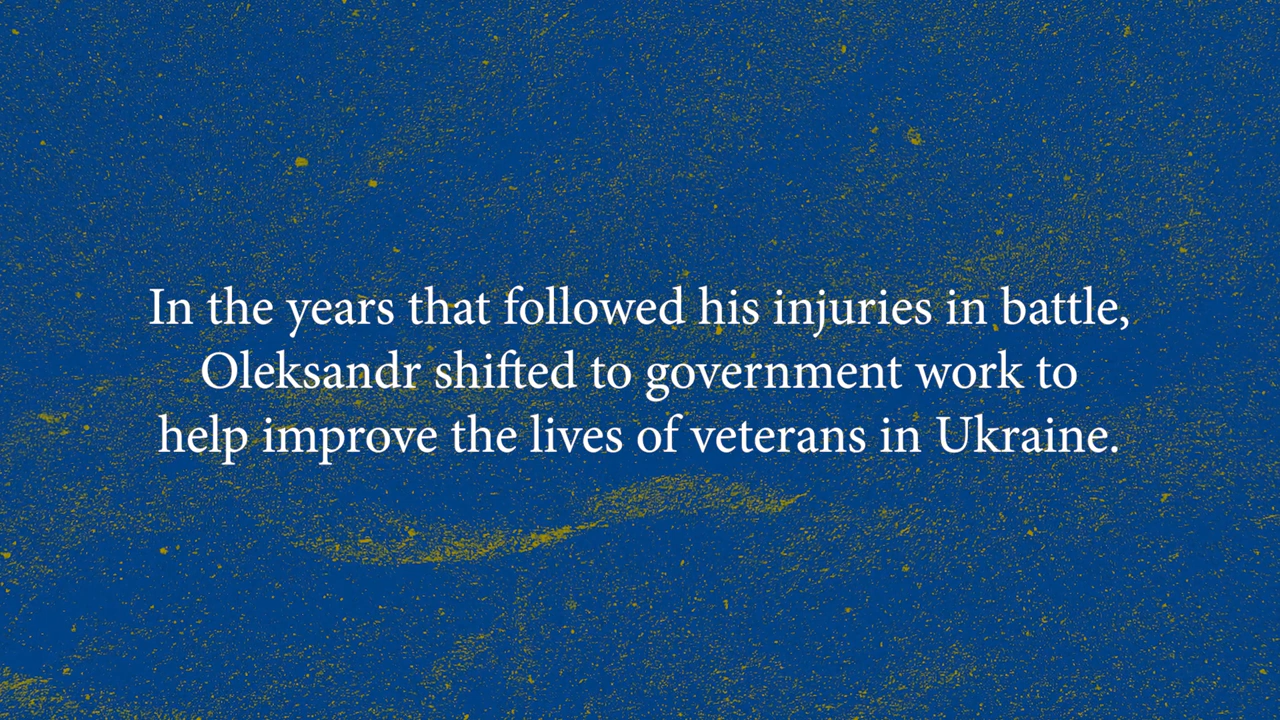 In the years that followed his injuries in battle,
Oleksandr shifted to government work to
help improve the lives of veterans in Ukraine.